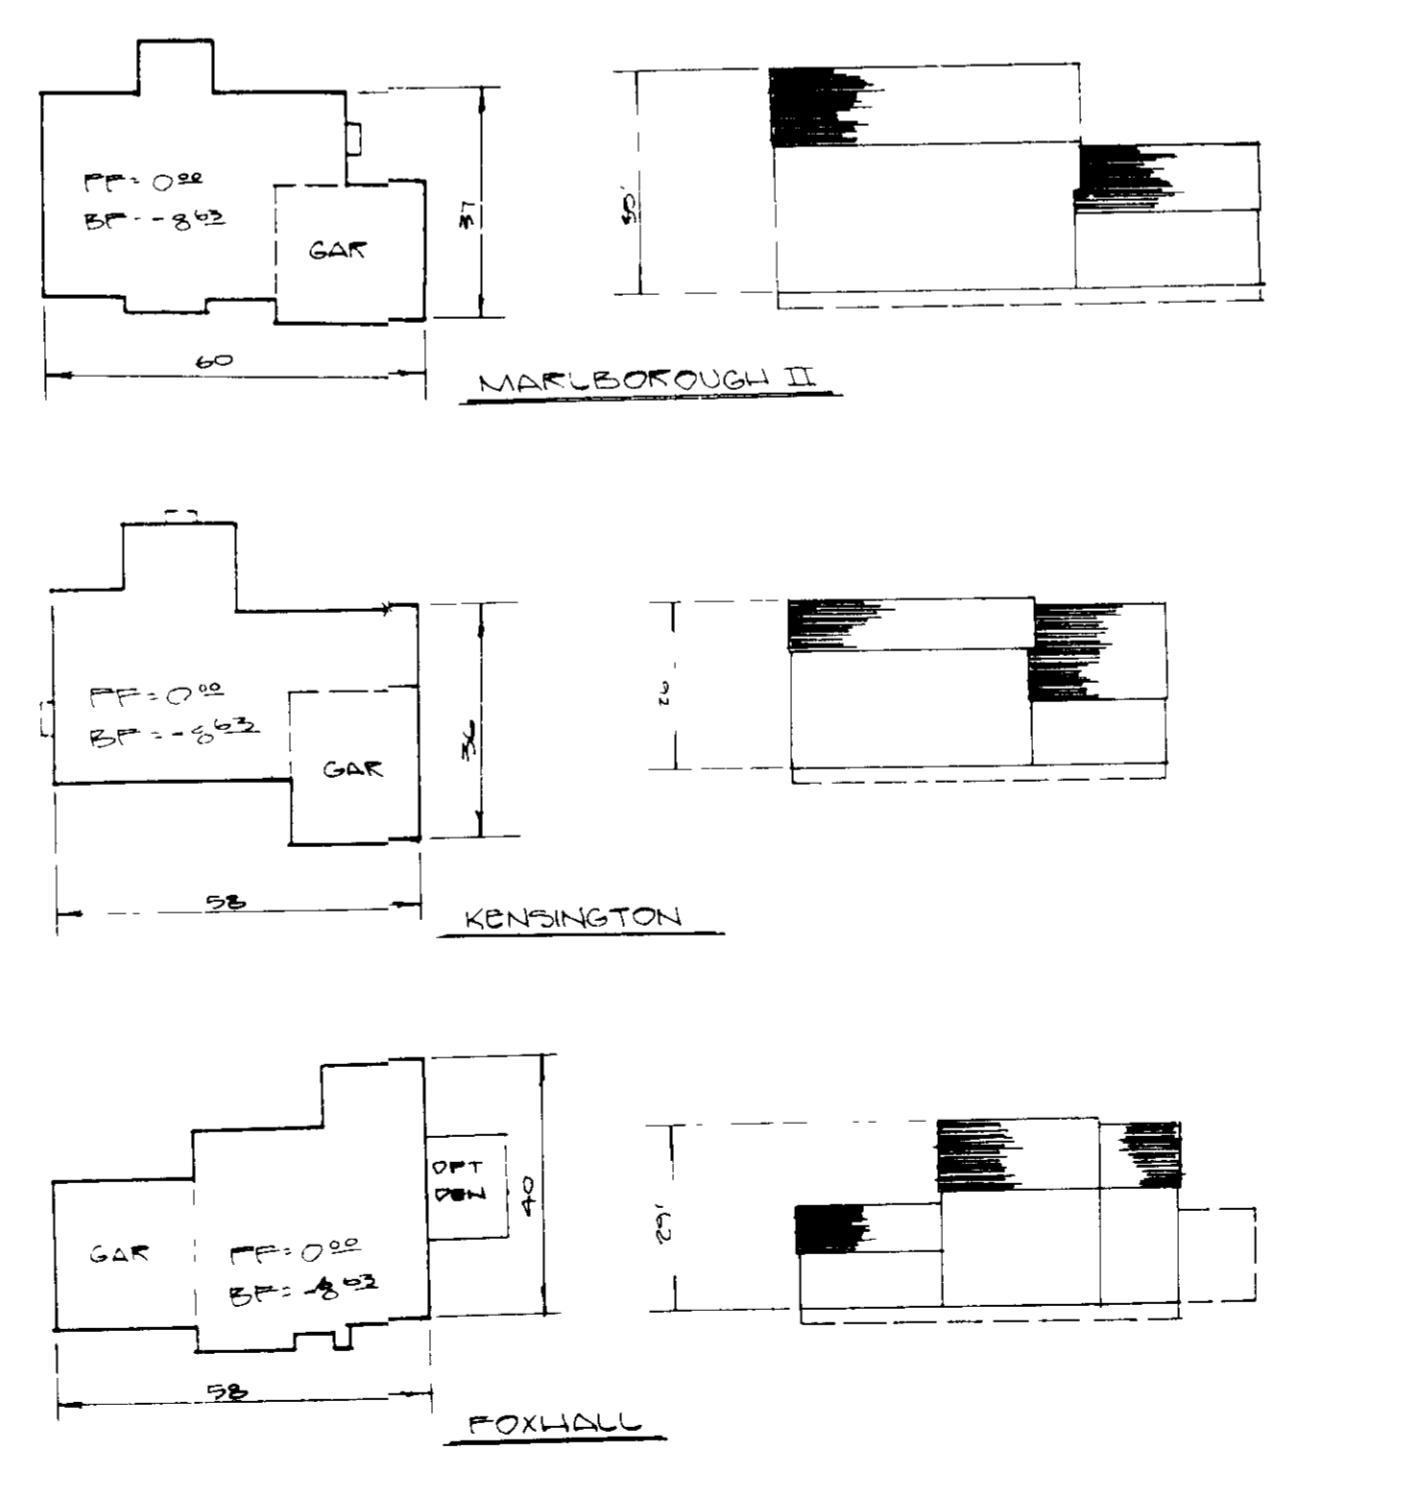 FF = 0.00
BF = -8.63
GAR
37
60
MARLBOROUGH II
FF = 0.00
BF = -8.63
GAR
36
58
KENSINGTON
26
OPT
DEN
40
GAR
FF = 0.00
BF = -8.63
29'
58
FOXHALL